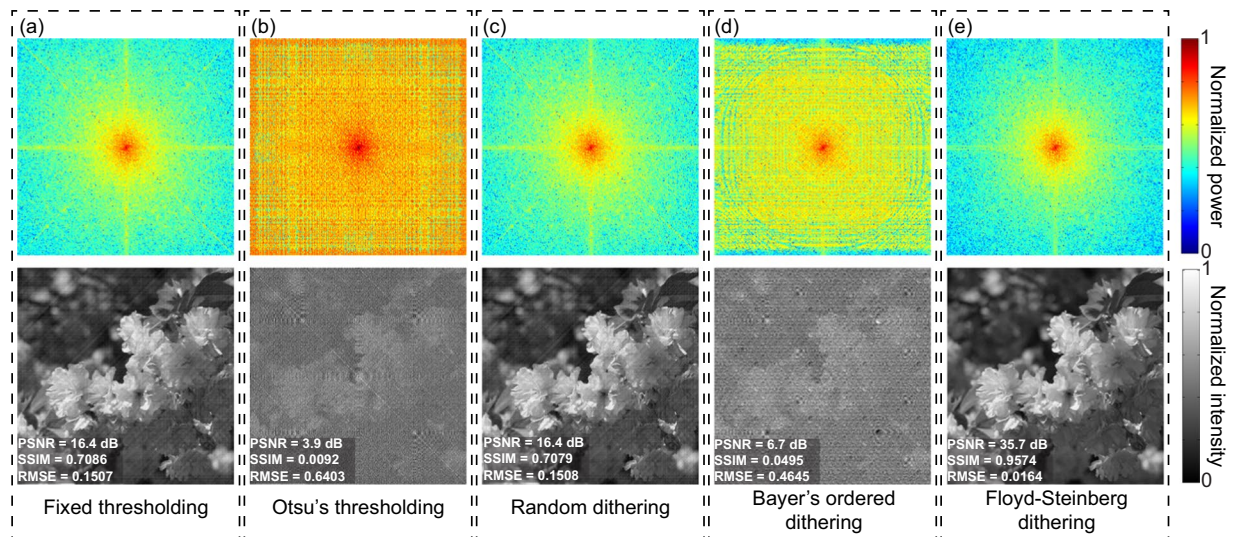 (a)
(b)
(c)
(d)
(e)
1
Normalized power
0
PSNR = 16.4 dB
SSIM = 0.7086
RMSE = 0.1507
PSNR = 3.9 dB
SSIM = 0.0092
RMSE = 0.6403
PSNR = 16.4 dB
SSIM = 0.7079
RMSE = 0.1508
PSNR = 6.7 dB
SSIM = 0.0495
RMSE = 0.4645
PSNR = 35.7 dB
SSIM = 0.9574
RMSE = 0.0164
1
Normalized intensity
0
Fixed thresholding
Otsu's thresholding
Random dithering
Bayer's ordered
dithering
Floyd-Steinberg
dithering